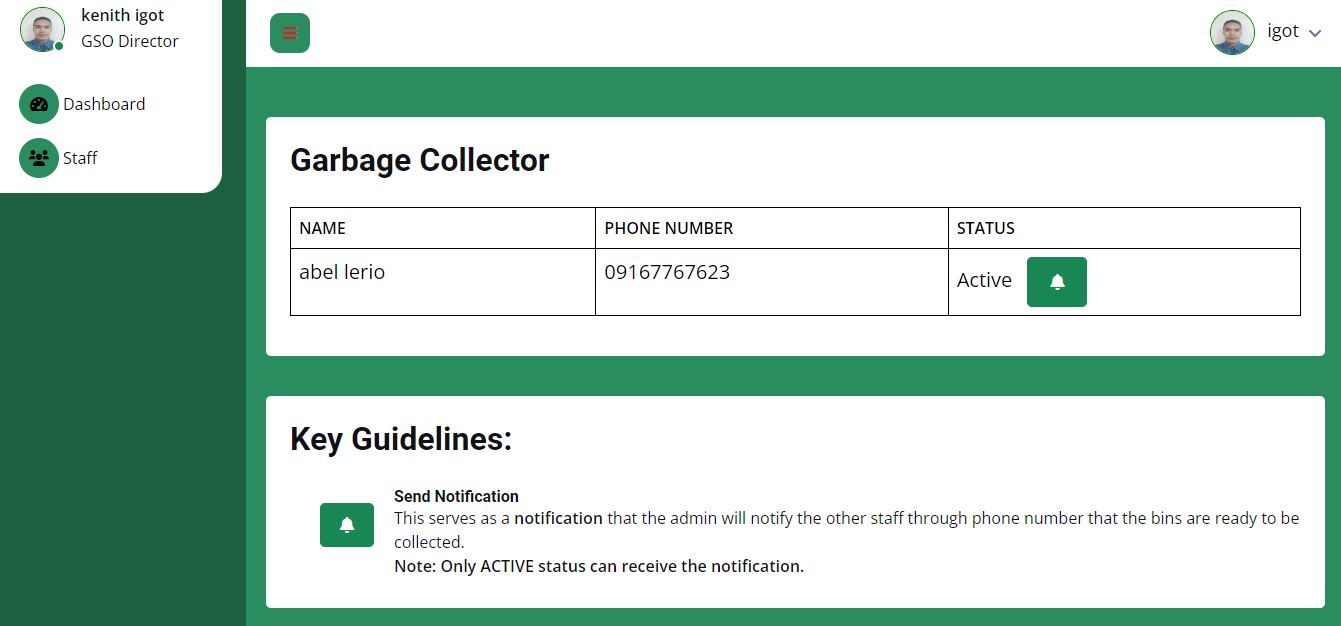 kenith igot
GSO Director
igot
Dashboard
Staff
Garbage Collector
NAME PHONE NUMBER STATUS
abel lerio 09167767623 Active
Key Guidelines:
Send Notification
This serves as a notification that the admin will notify the other staff through phone number that the bins are ready to be
collected.
Note: Only ACTIVE status can receive the notification.